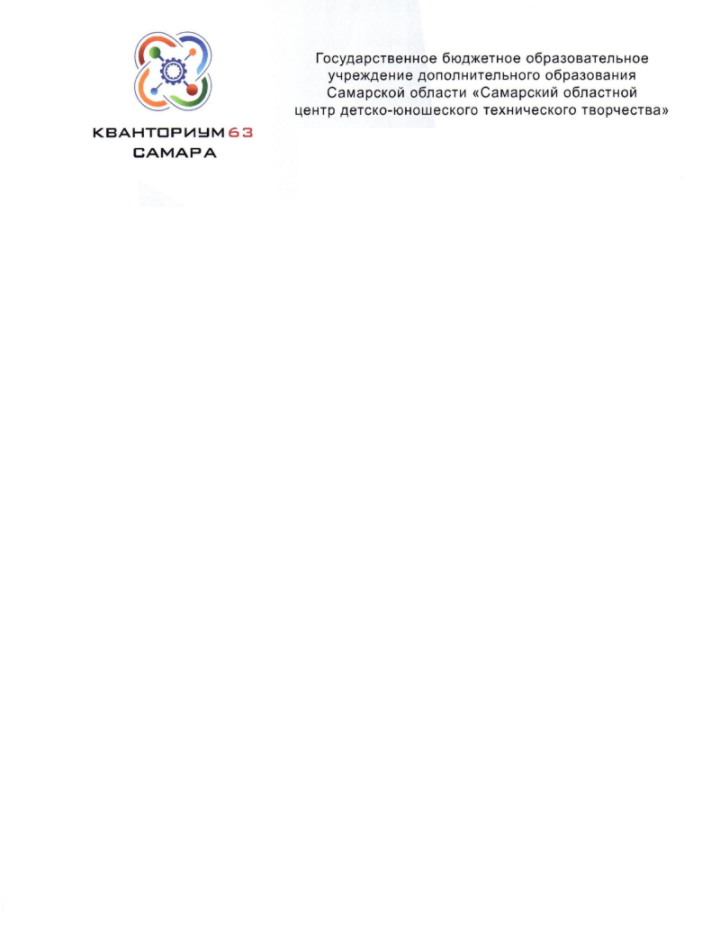 КВАНТОРИУМ63
САМАРА
Государственное бюджетное образовательное
учреждение дополнительного образования
Самарской области «Самарский областной
центр детско-юношеского технического творчества»